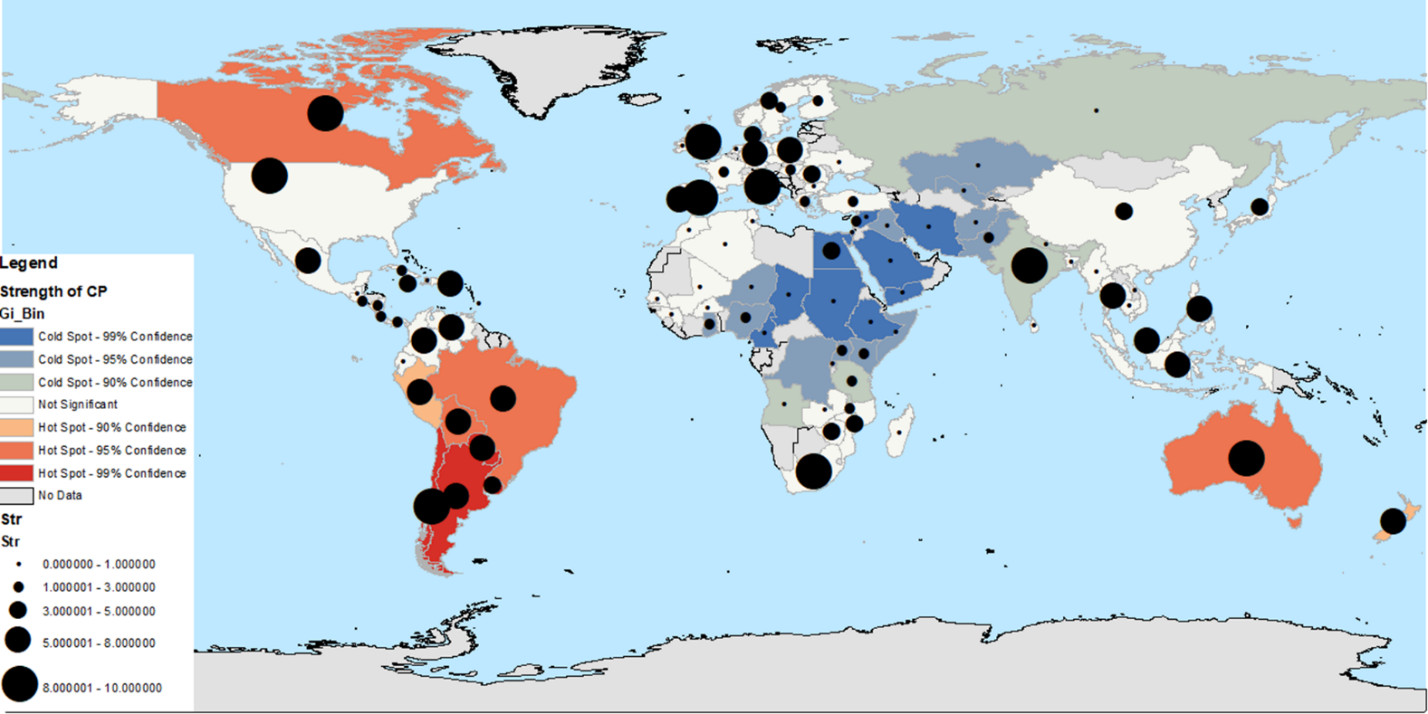 Legend
Strength of CP
Gi_Bin
Cold Spot - 99% Confidence
Cold Spot - 95% Confidence
Cold Spot - 90% Confidence
Not Significant
Hot Spot - 90% Confidence
Hot Spot - 95% Confidence
Hot Spot - 99% Confidence
No Data
Str
Str
0.000000 - 1.000000
1.000001 - 3.000000
3.000001 - 5.000000
5.000001 - 8.000000
8.000001 - 10.000000